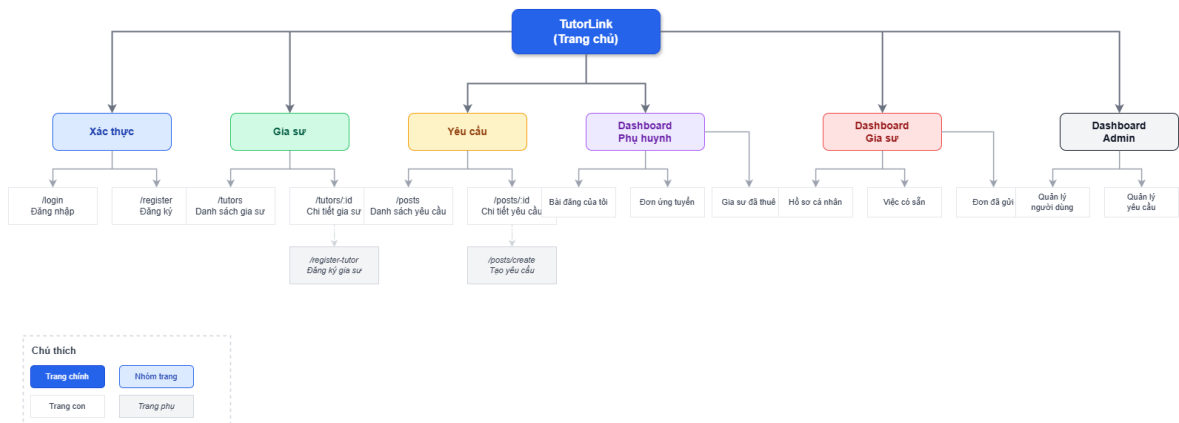 TutorLink
(Trang chủ)
Xác thực
Gia sư
Yêu cầu
Dashboard
Phụ huynh
Dashboard
Gia sư
Dashboard
Admin
/login
Đăng nhập
/register
Đăng ký
/tutors
Danh sách gia sư
/tutors/:id
Chi tiết gia sư
/posts
Danh sách yêu cầu
/posts/:id
Chi tiết yêu cầu
Bài đăng của tôi
Đơn ứng tuyển
Gia sư đã thuê
Hồ sơ cá nhân
Việc có sẵn
Đơn đã gửi
Quản lý
người dùng
Quản lý
yêu cầu
/register-tutor
Đăng ký gia sư
/posts/create
Tạo yêu cầu
Chú thích
Trang chính
Nhóm trang
Trang con
Trang phụ